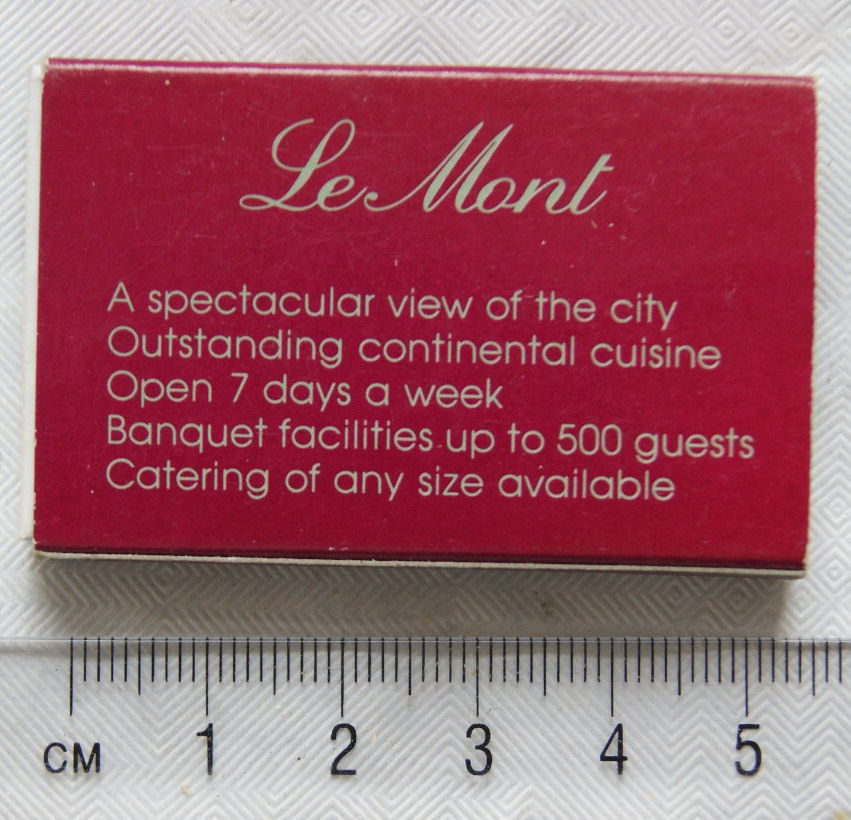 Le Mont
A spectacular view of the city
Outstanding continental cuisine
Open 7 days a week
Banquet facilities up to 500 guests
Catering of any size available
CM 1 2 3 4 5